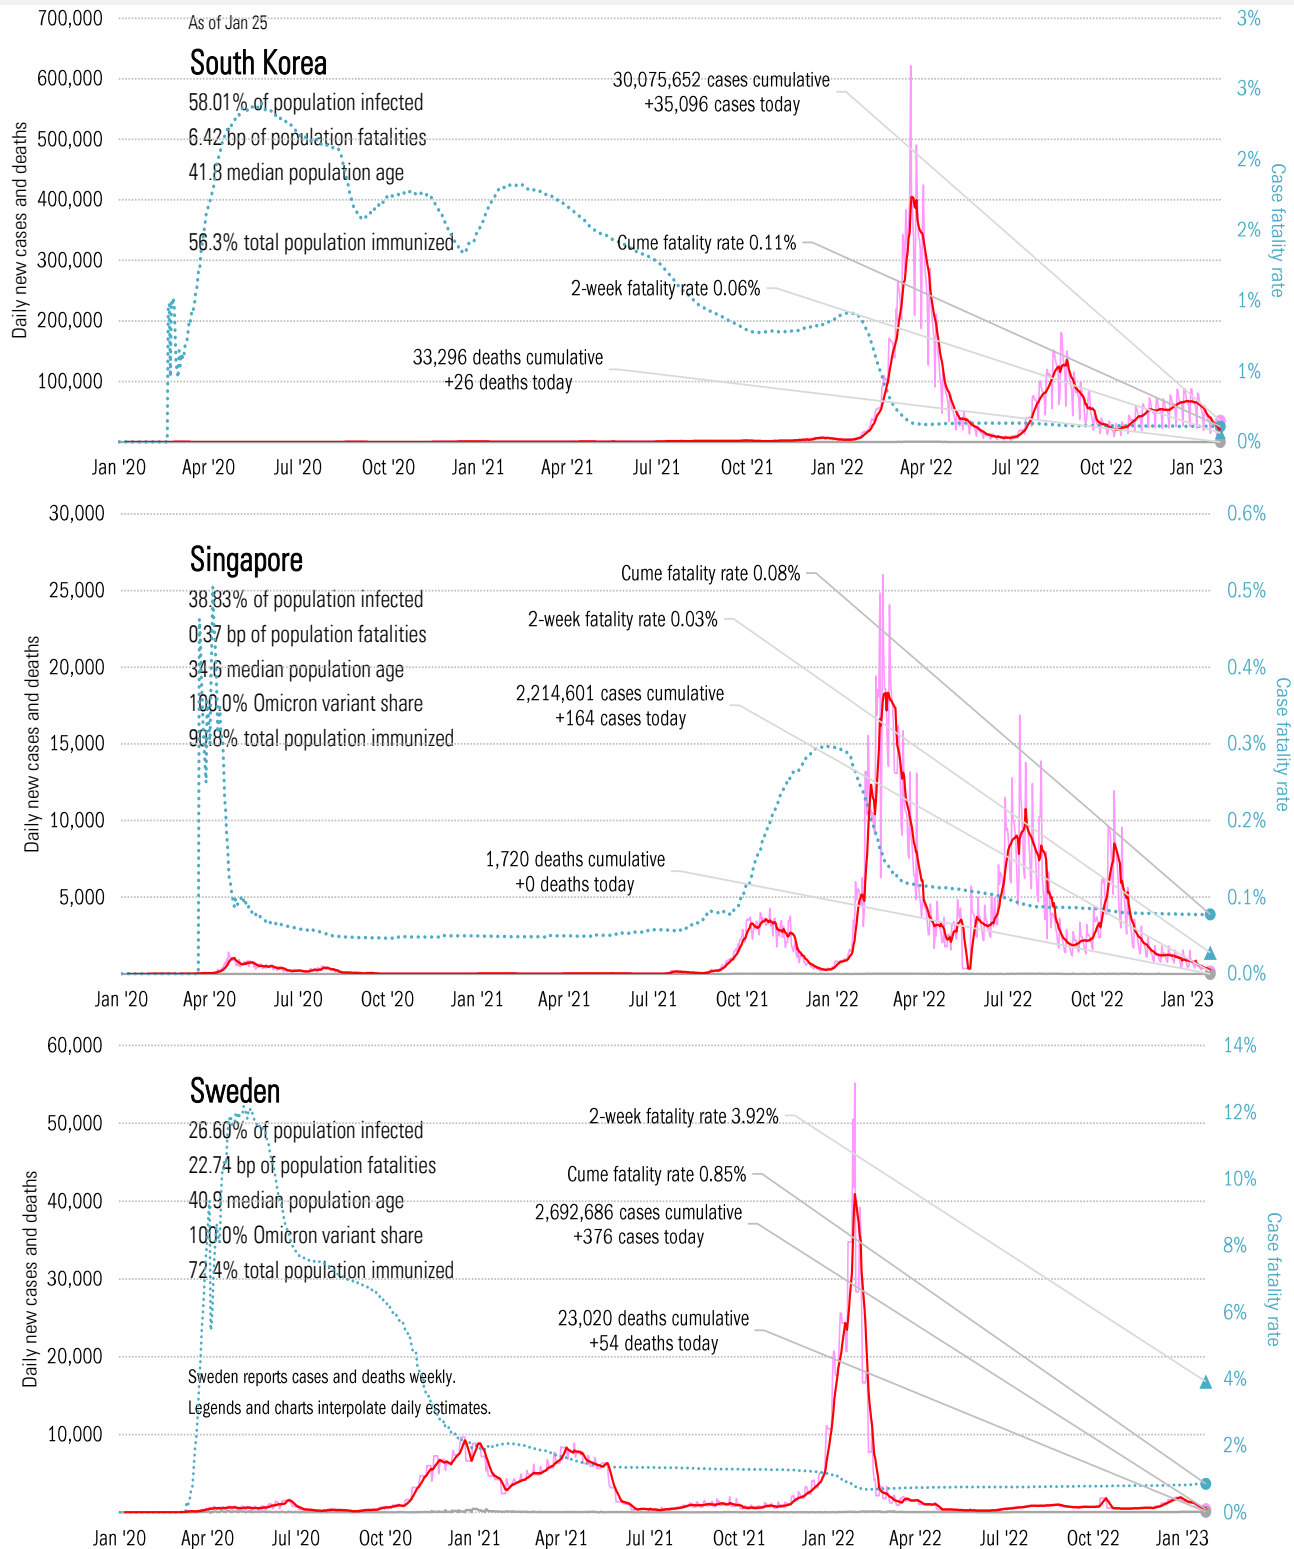 700,000
As of Jan 25
3%
South Korea
600,000
30,075,652 cases cumulative
+35,096 cases today
3%
58.01% of population infected
6.42 bp of population fatalities
500,000
41.8 median population age
2%
400,000
56.3% total population immunized
Cume fatality rate 0.11%
2%
300,000
2-week fatality rate 0.06%
1%
200,000
33,296 deaths cumulative
+26 deaths today
1%
100,000
0%
Daily new cases and deaths
Case fatality rate
Jan '20 Apr '20 Jul '20 Oct '20 Jan '21 Apr '21 Jul '21 Oct '21 Jan '22 Apr '22 Jul '22 Oct '22 Jan '23
30,000
0.6%
Singapore
Cume fatality rate 0.08%
25,000
0.5%
38.83% of population infected
0.37 bp of population fatalities
2-week fatality rate 0.03%
20,000
0.4%
34.6 median population age
100.0% Omicron variant share
2,214,601 cases cumulative
+164 cases today
90.8% total population immunized
15,000
0.3%
10,000
0.2%
1,720 deaths cumulative
+0 deaths today
5,000
0.1%
0.0%
Daily new cases and deaths
Case fatality rate
Jan '20 Apr '20 Jul '20 Oct '20 Jan '21 Apr '21 Jul '21 Oct '21 Jan '22 Apr '22 Jul '22 Oct '22 Jan '23
60,000
14%
Sweden
2-week fatality rate 3.92%
50,000
12%
26.60% of population infected
22.74 bp of population fatalities
Cume fatality rate 0.85%
10%
40,000
40.9 median population age
2,692,686 cases cumulative
+376 cases today
100.0% Omicron variant share
8%
72.4% total population immunized
30,000
23,020 deaths cumulative
+54 deaths today
6%
20,000
Sweden reports cases and deaths weekly.
4%
Legends and charts interpolate daily estimates.
10,000
2%
0%
Daily new cases and deaths
Case fatality rate
Jan '20 Apr '20 Jul '20 Oct '20 Jan '21 Apr '21 Jul '21 Oct '21 Jan '22 Apr '22 Jul '22 Oct '22 Jan '23